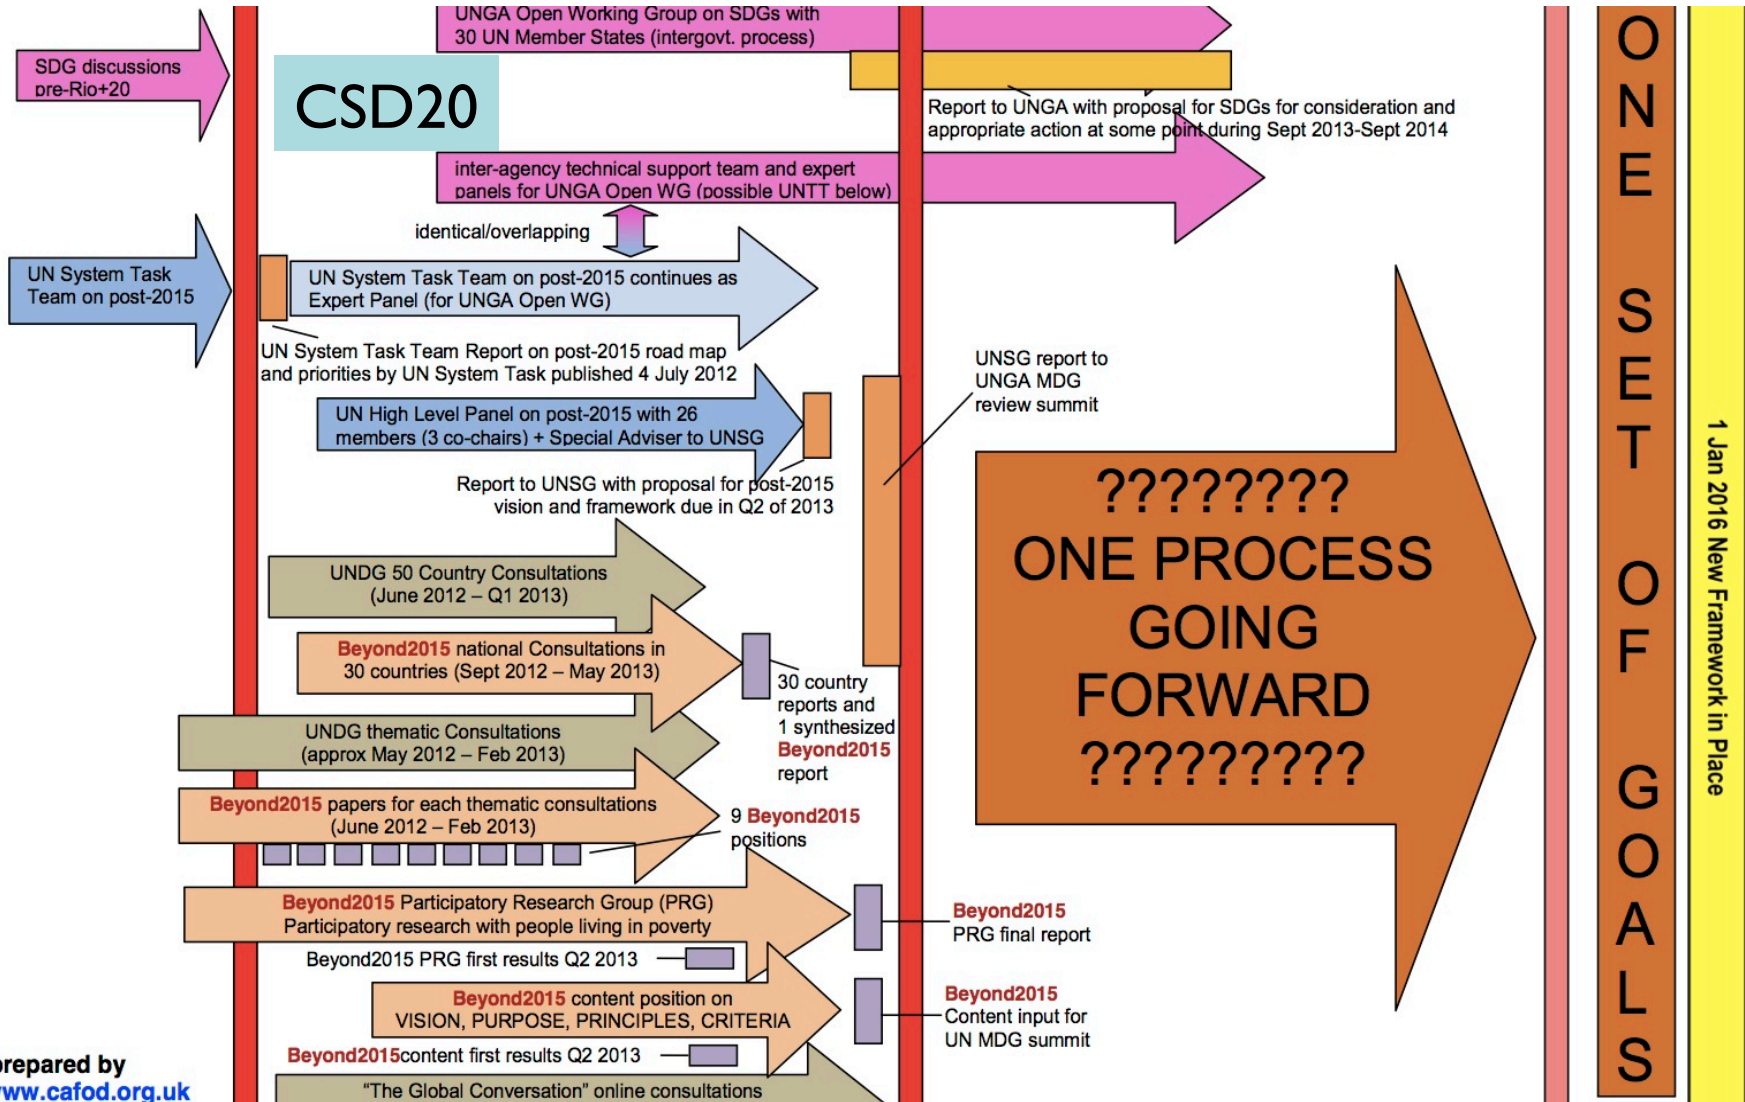 UNGA Open Working Group on SDGs with
30 UN Member States (intergovt. process)
SDG discussions
pre-Rio+20
CSD20
Report to UNGA with proposal for SDGs for consideration and
appropriate action at some point during Sept 2013-Sept 2014
inter-agency technical support team and expert
panels for UNGA Open WG (possible UNTT below)
identical/overlapping
UN System Task
Team on post-2015
UN System Task Team on post-2015 continues as
Expert Panel (for UNGA Open WG)
UN System Task Team Report on post-2015 road map
and priorities by UN System Task published 4 July 2012
UNSG report to
UNGA MDG
review summit
UN High Level Panel on post-2015 with 26
members (3 co-chairs) + Special Adviser to UNSG
Report to UNSG with proposal for post-2015
vision and framework due in Q2 of 2013
????????
ONE PROCESS
GOING
FORWARD
?????????
UNDG 50 Country Consultations
(June 2012 – Q1 2013)
Beyond2015 national Consultations in
30 countries (Sept 2012 – May 2013)
30 country
reports and
1 synthesized
Beyond2015
report
UNDG thematic Consultations
(approx May 2012 – Feb 2013)
Beyond2015 papers for each thematic consultations
(June 2012 – Feb 2013)
9 Beyond2015
positions
Beyond2015 Participatory Research Group (PRG)
Participatory research with people living in poverty
Beyond2015
PRG final report
Beyond2015 PRG first results Q2 2013
Beyond2015 content position on
VISION, PURPOSE, PRINCIPLES, CRITERIA
Beyond2015
Content input for
UN MDG summit
Beyond2015content first results Q2 2013
"The Global Conversation" online consultations
prepared by
www.cafod.org.uk
ONE SET OF GOALS
1 Jan 2016 New Framework in Place